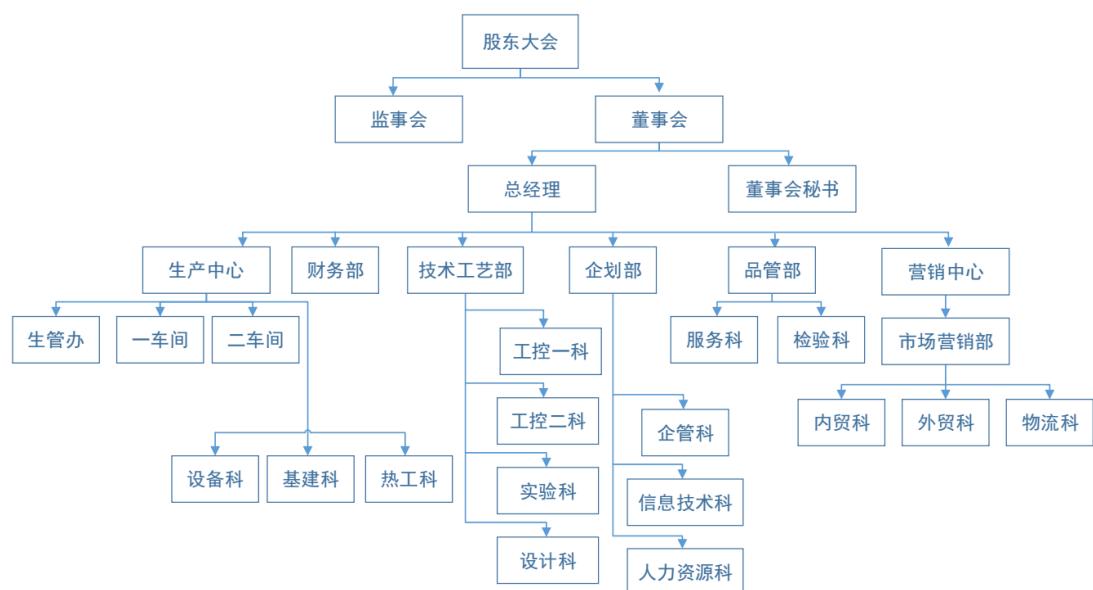 股东大会
监事会
董事会
总经理
董事会秘书
生产中心
财务部
技术工艺部
企划部
品管部
营销中心
生管办
一车间
二车间
工控一科
服务科
检验科
市场营销部
工控二科
企管科
内贸科
外贸科
物流科
设备科
基建科
热工科
实验科
信息技术科
设计科
人力资源科